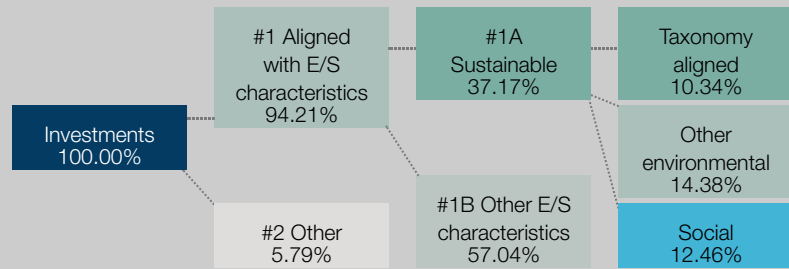 Investments
100.00%
#1 Aligned
with E/S
characteristics
94.21%
#2 Other
5.79%
#1A
Sustainable
37.17%
#1B Other E/S
characteristics
57.04%
Taxonomy
aligned
10.34%
Other
environmental
14.38%
Social
12.46%